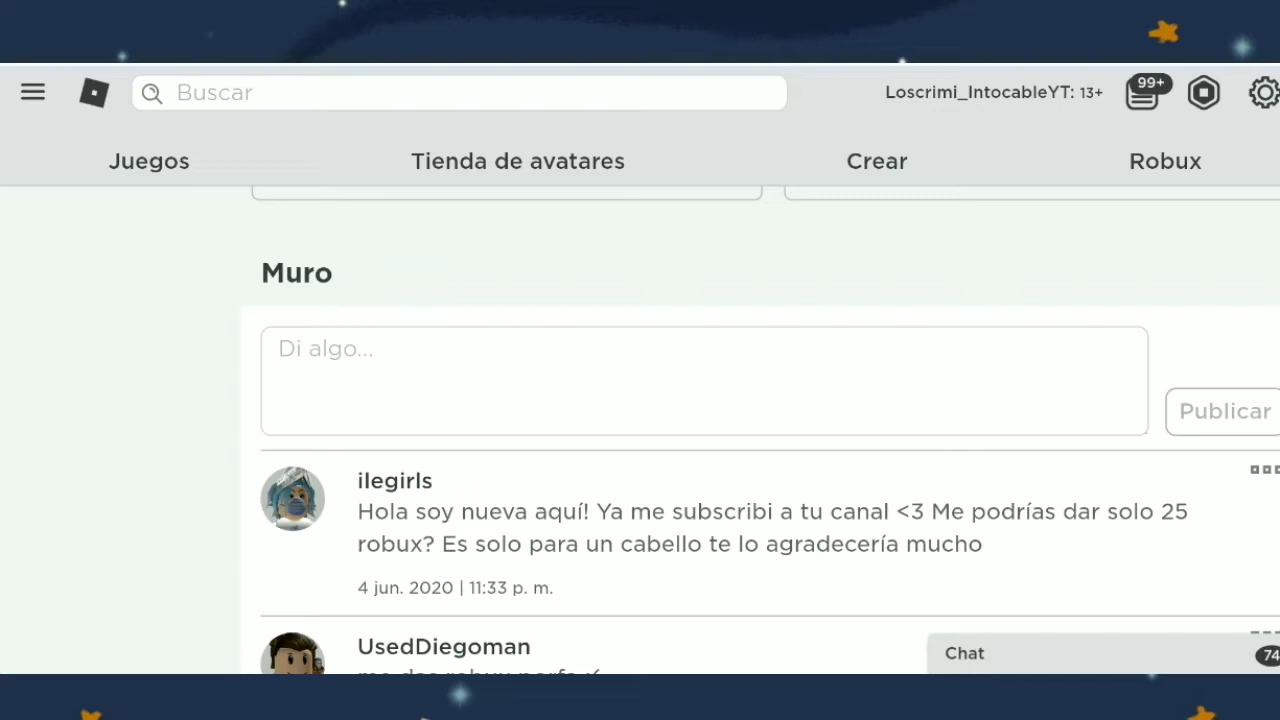 Buscar
Loscrimi_IntocableYT: 13+
99+
Juegos
Tienda de avatares
Crear
Robux
Muro
Di algo...
Publicar
ilegirls
Hola soy nueva aquí! Ya me subscribi a tu canal <3 Me podrías dar solo 25
robux? Es solo para un cabello te lo agradecería mucho
4 jun. 2020 | 11:33 p. m.
UsedDiegoman
Chat
74